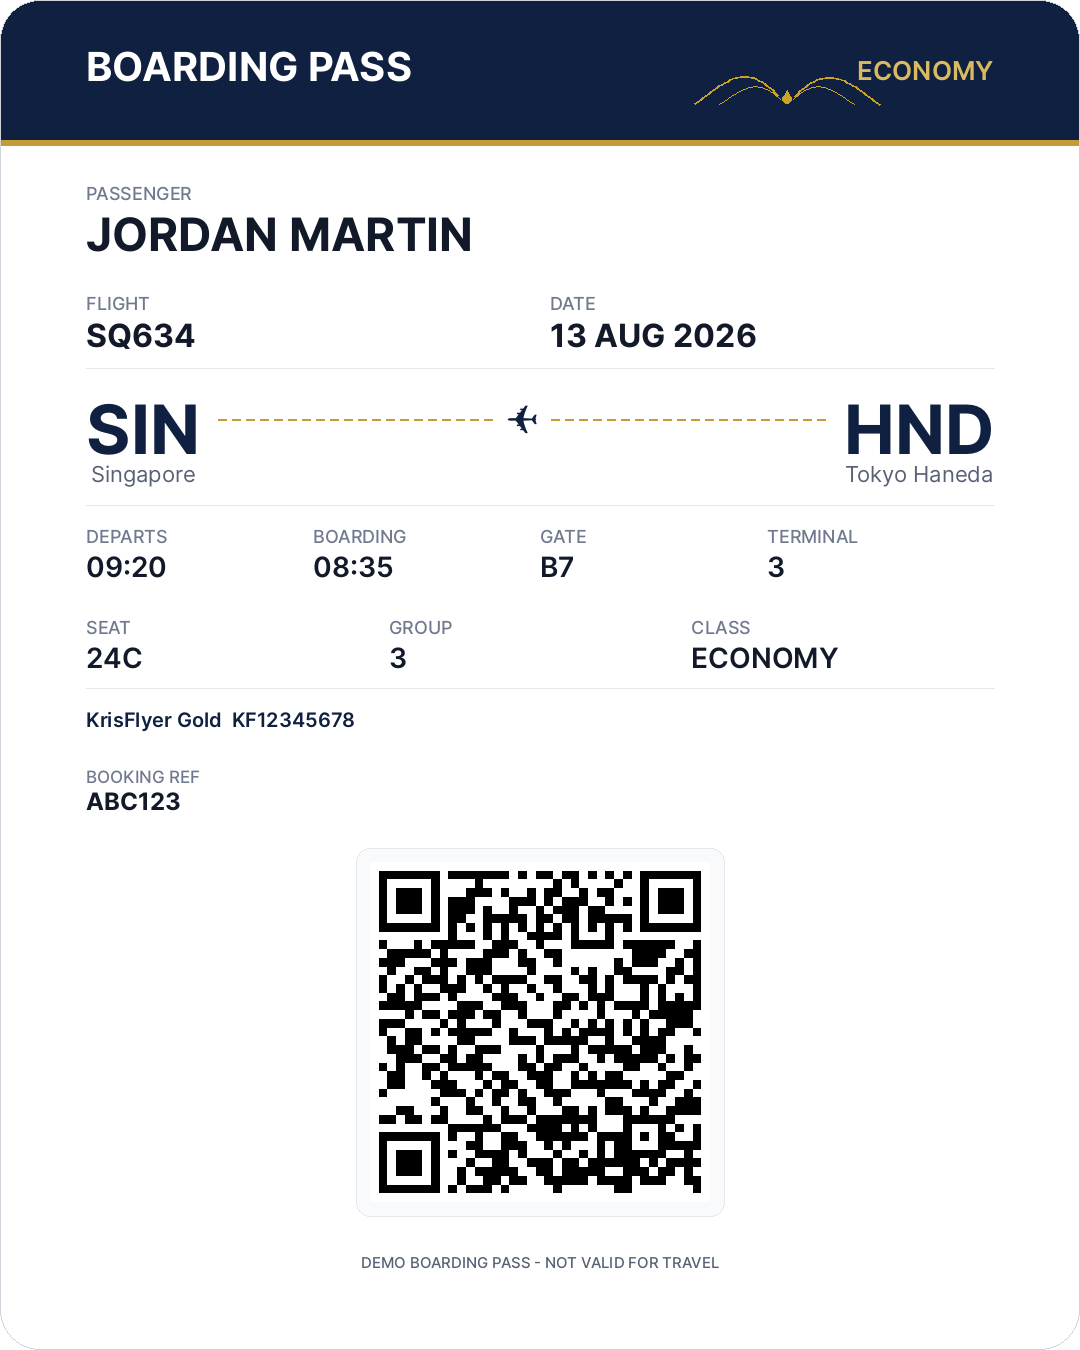 BOARDING PASS
ECONOMY
PASSENGER
JORDAN MARTIN
FLIGHT DATE
SQ634 13 AUG 2026
SIN HND
Singapore Tokyo Haneda
DEPARTS BOARDING GATE TERMINAL
09:20 08:35 B7 3
SEAT GROUP CLASS
24C 3 ECONOMY
KrisFlyer Gold KF12345678
BOOKING REF
ABC123
DEMO BOARDING PASS - NOT VALID FOR TRAVEL